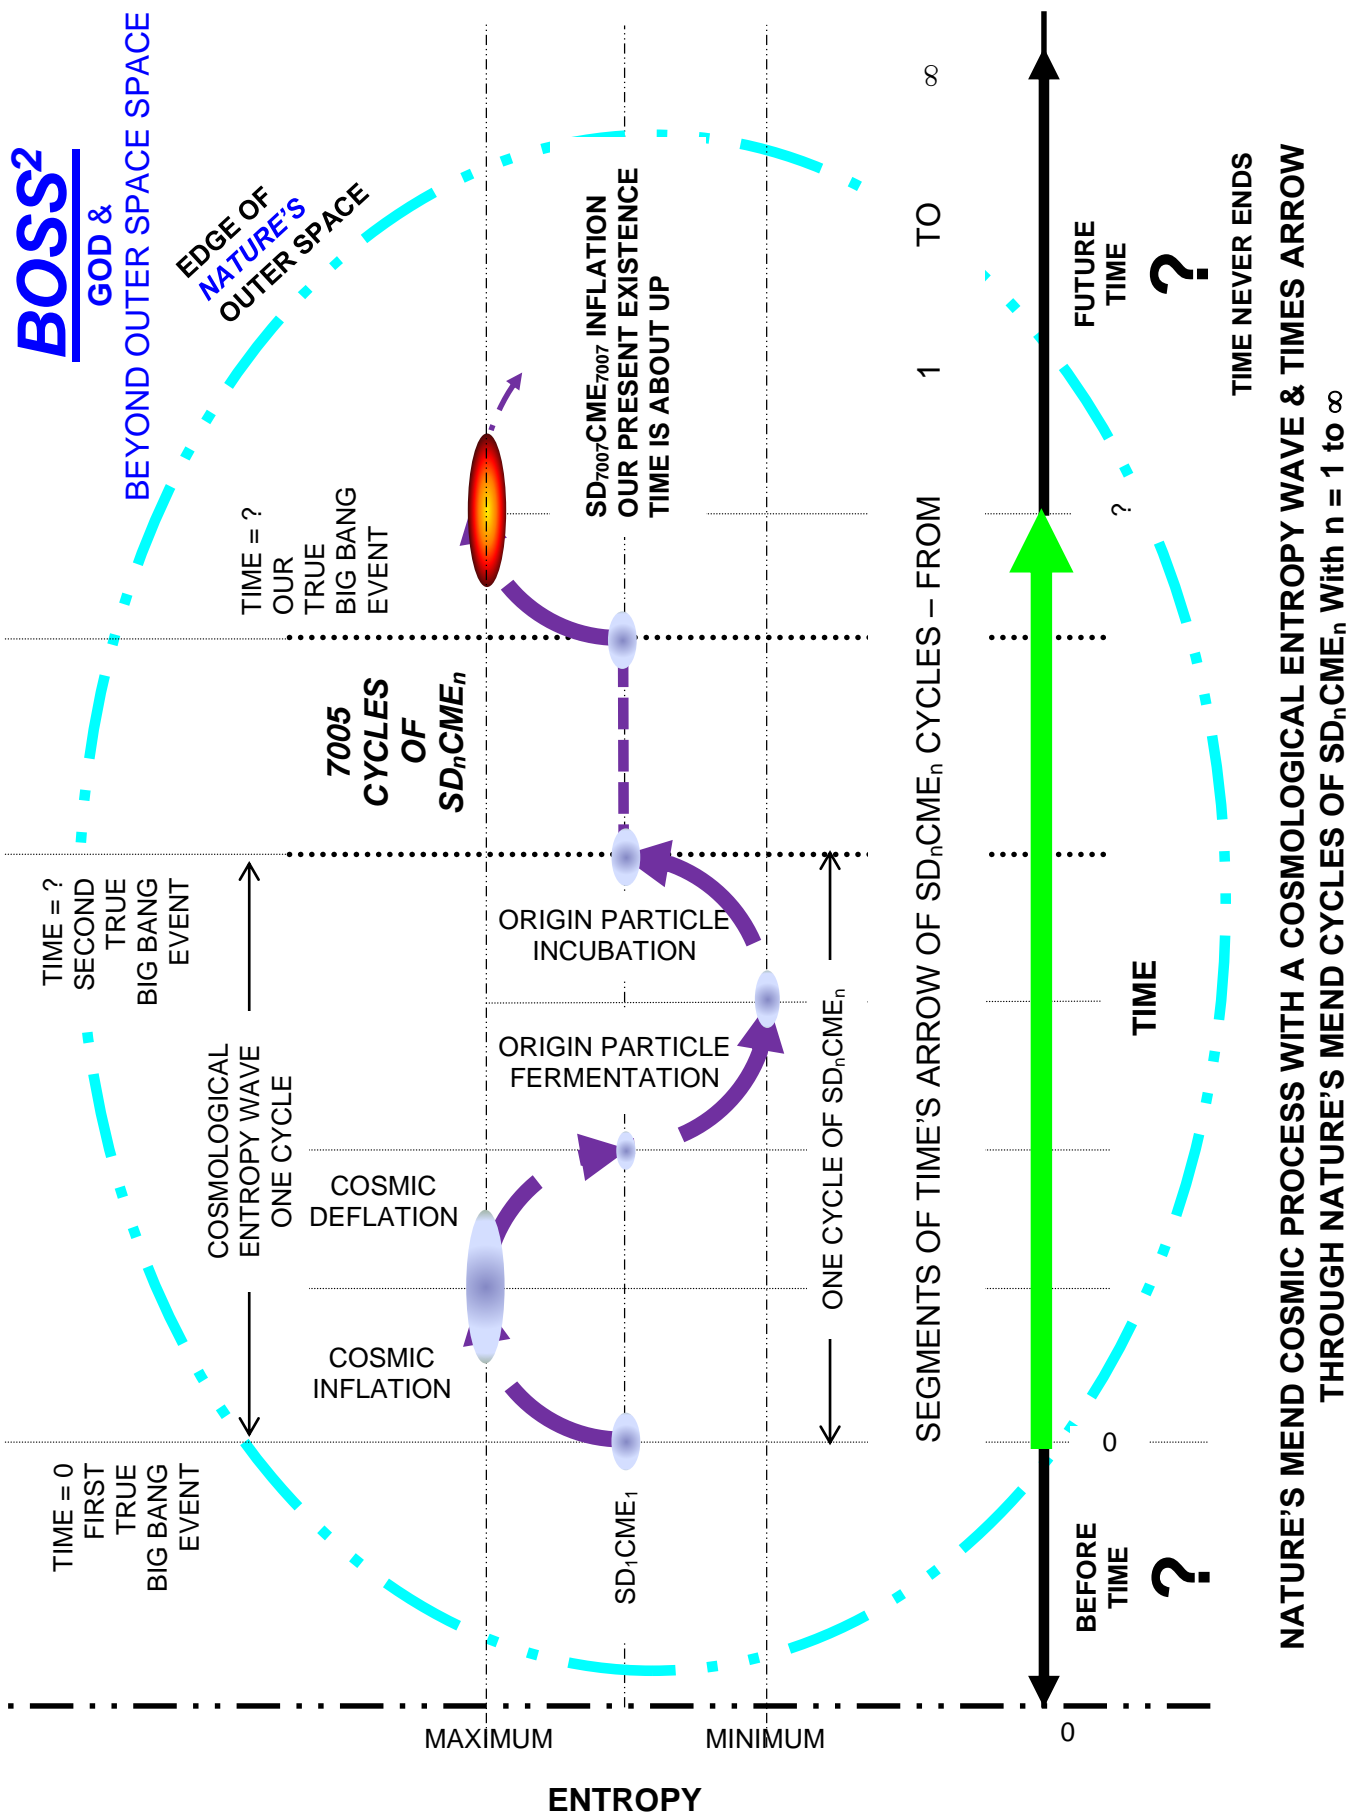 BOSS²
GOD &
BEYOND OUTER SPACE SPACE
EDGE OF
NATURE'S
OUTER SPACE
TIME = 0
FIRST
TRUE
BIG BANG
EVENT
TIME = ?
SECOND
TRUE
BIG BANG
EVENT
TIME = ?
OUR
TRUE
BIG BANG
EVENT
COSMOLOGICAL
ENTROPY WAVE
ONE CYCLE
7005
CYCLES
OF
SDₙCMEₙ
COSMIC
INFLATION
COSMIC
DEFLATION
ORIGIN PARTICLE
FERMENTATION
ORIGIN PARTICLE
INCUBATION
SD₇₀₀₇CME₇₀₀₇ INFLATION
OUR PRESENT EXISTENCE
TIME IS ABOUT UP
SD₁CME₁
MAXIMUM
MINIMUM
ENTROPY
ONE CYCLE OF SDₙCMEₙ
SEGMENTS OF TIME'S ARROW OF SDₙCMEₙ CYCLES – FROM 1 TO ∞
0
0
?
BEFORE
TIME
?
TIME
FUTURE
TIME
?
TIME NEVER ENDS
NATURE'S MEND COSMIC PROCESS WITH A COSMOLOGICAL ENTROPY WAVE & TIMES ARROW
THROUGH NATURE'S MEND CYCLES OF SDₙCMEₙ With n = 1 to ∞